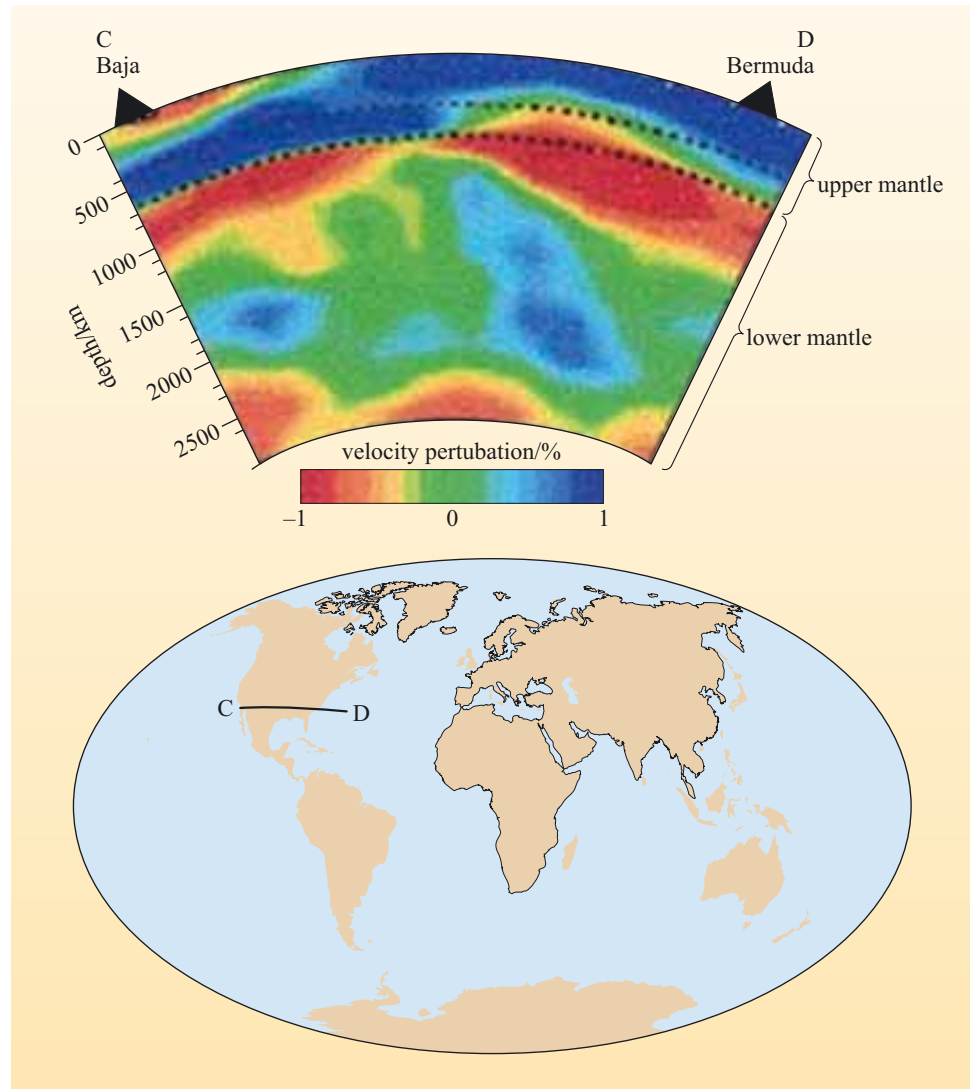 C
Baja
D
Bermuda
0
500
1000
1500
2000
2500
depth/km
upper mantle
lower mantle
velocity pertubation/%
–1
0
1
C
D